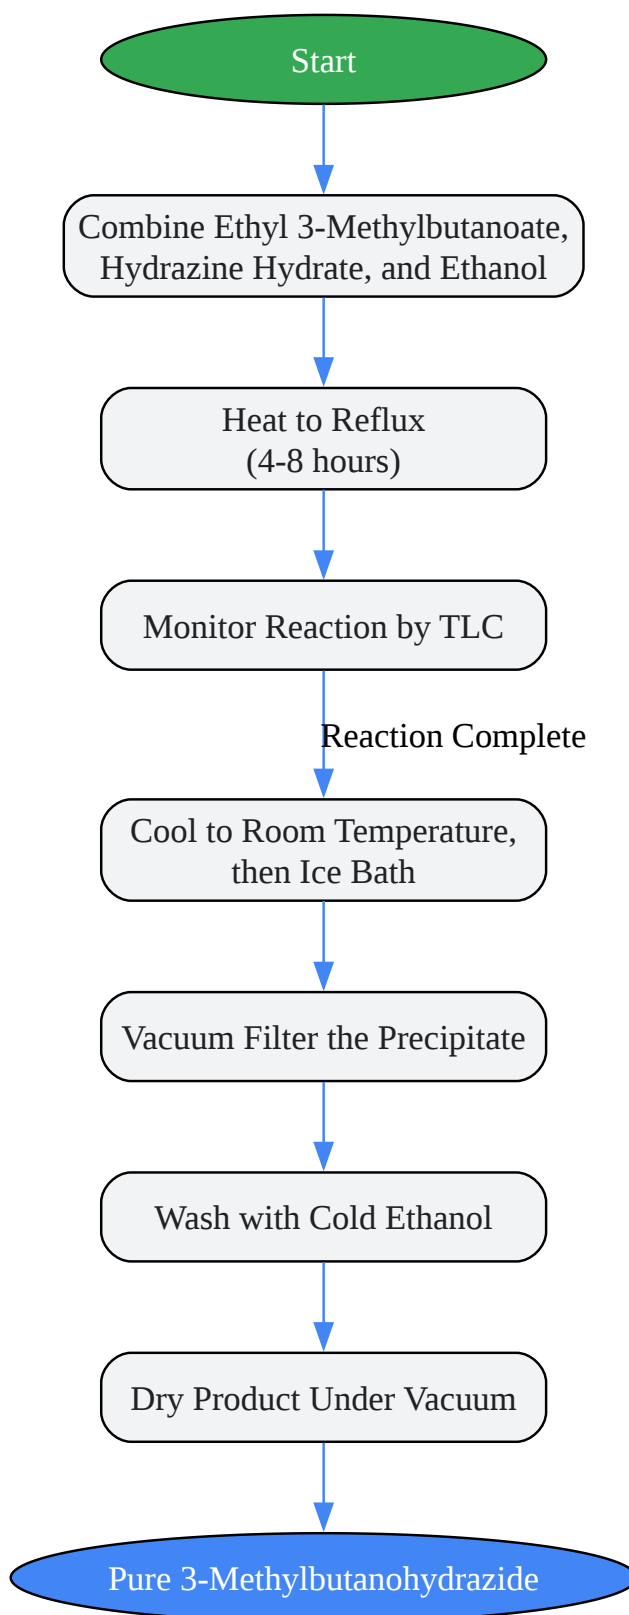 Start
Combine Ethyl 3-Methylbutanoate,
Hydrazine Hydrate, and Ethanol
Heat to Reflux
(4-8 hours)
Monitor Reaction by TLC
Reaction Complete
Cool to Room Temperature,
then Ice Bath
Vacuum Filter the Precipitate
Wash with Cold Ethanol
Dry Product Under Vacuum
Pure 3-Methylbutanohydrazide